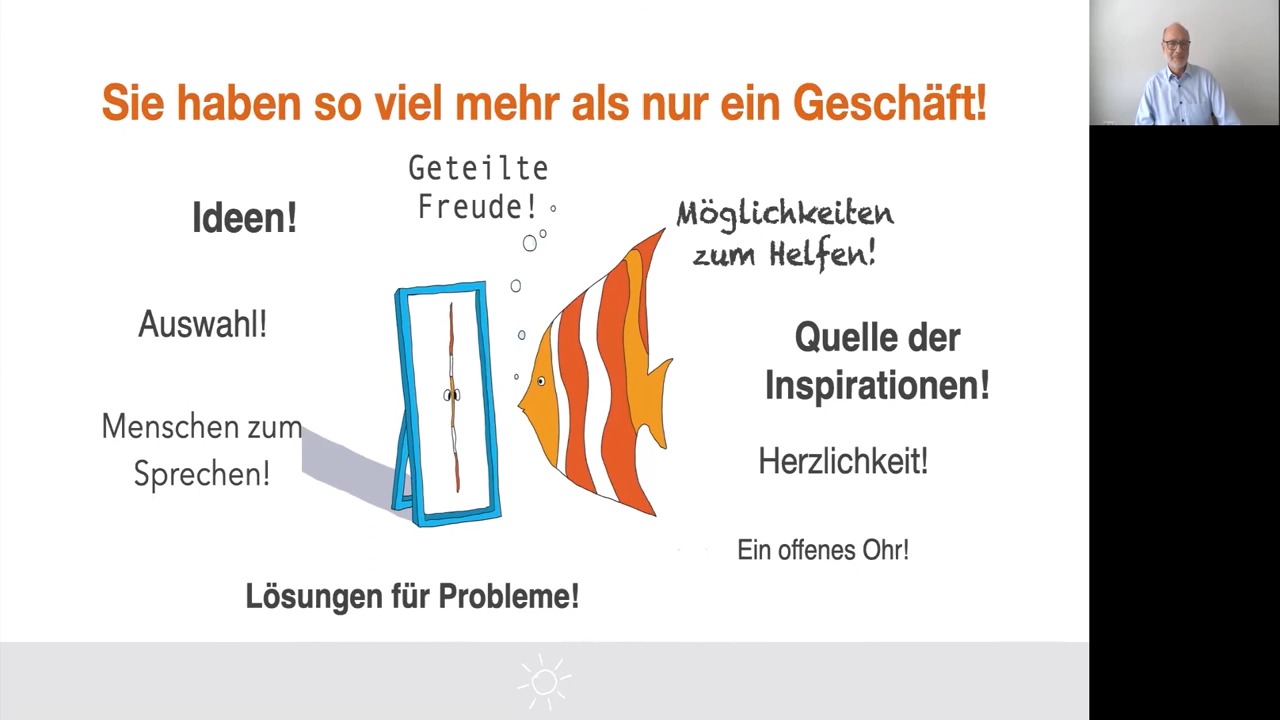 Sie haben so viel mehr als nur ein Geschäft!
Geteilte
Freude!
Ideen!
Möglichkeiten
zum Helfen!
Auswahl!
Quelle der
Inspirationen!
Menschen zum
Sprechen!
Herzlichkeit!
Ein offenes Ohr!
Lösungen für Probleme!